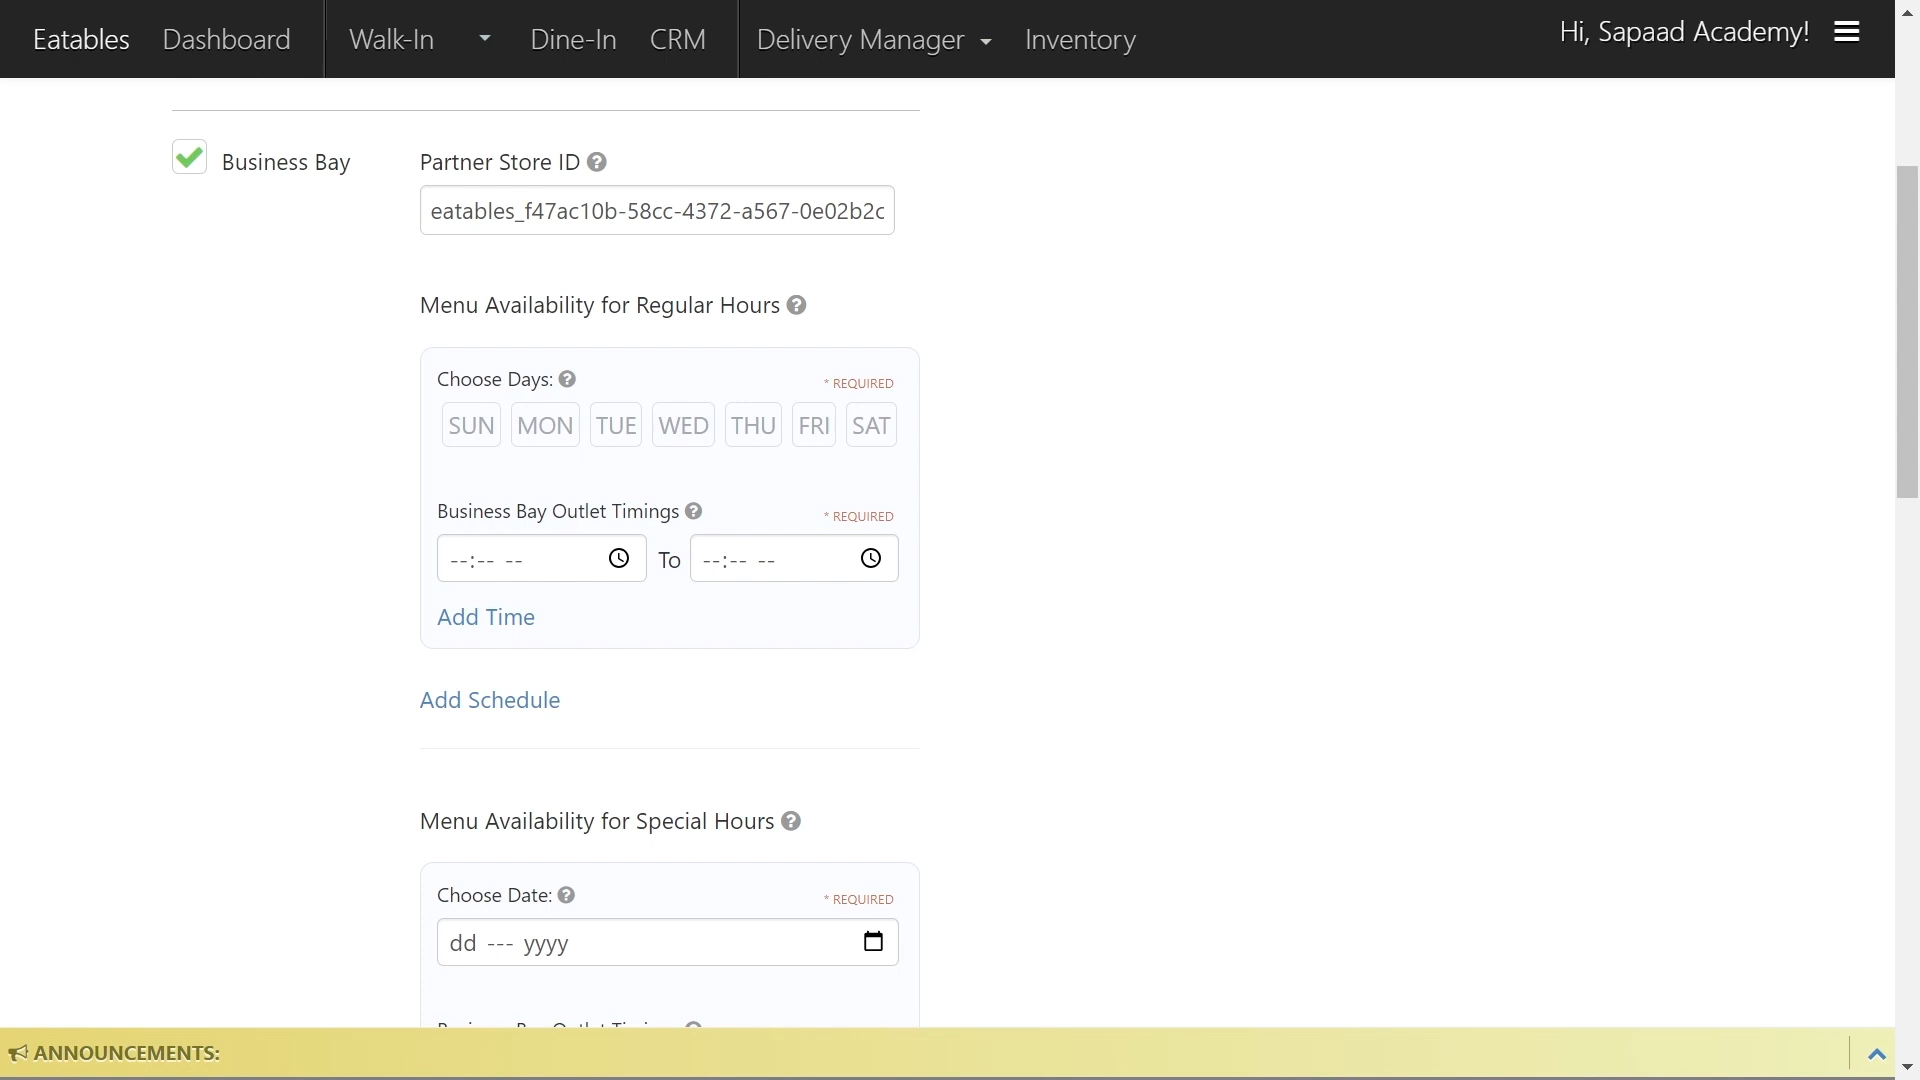 Eatables Dashboard Walk-In Dine-In CRM Delivery Manager Inventory Hi, Sapaad Academy!
Business Bay Partner Store ID ?
eatables_f47ac10b-58cc-4372-a567-0e02b2c
Menu Availability for Regular Hours ?
Choose Days: ? * REQUIRED
SUN MON TUE WED THU FRI SAT
Business Bay Outlet Timings ? * REQUIRED
--:-- -- To --:-- --
Add Time
Add Schedule
Menu Availability for Special Hours ?
Choose Date: ? * REQUIRED
dd --- yyyy
ANNOUNCEMENTS: